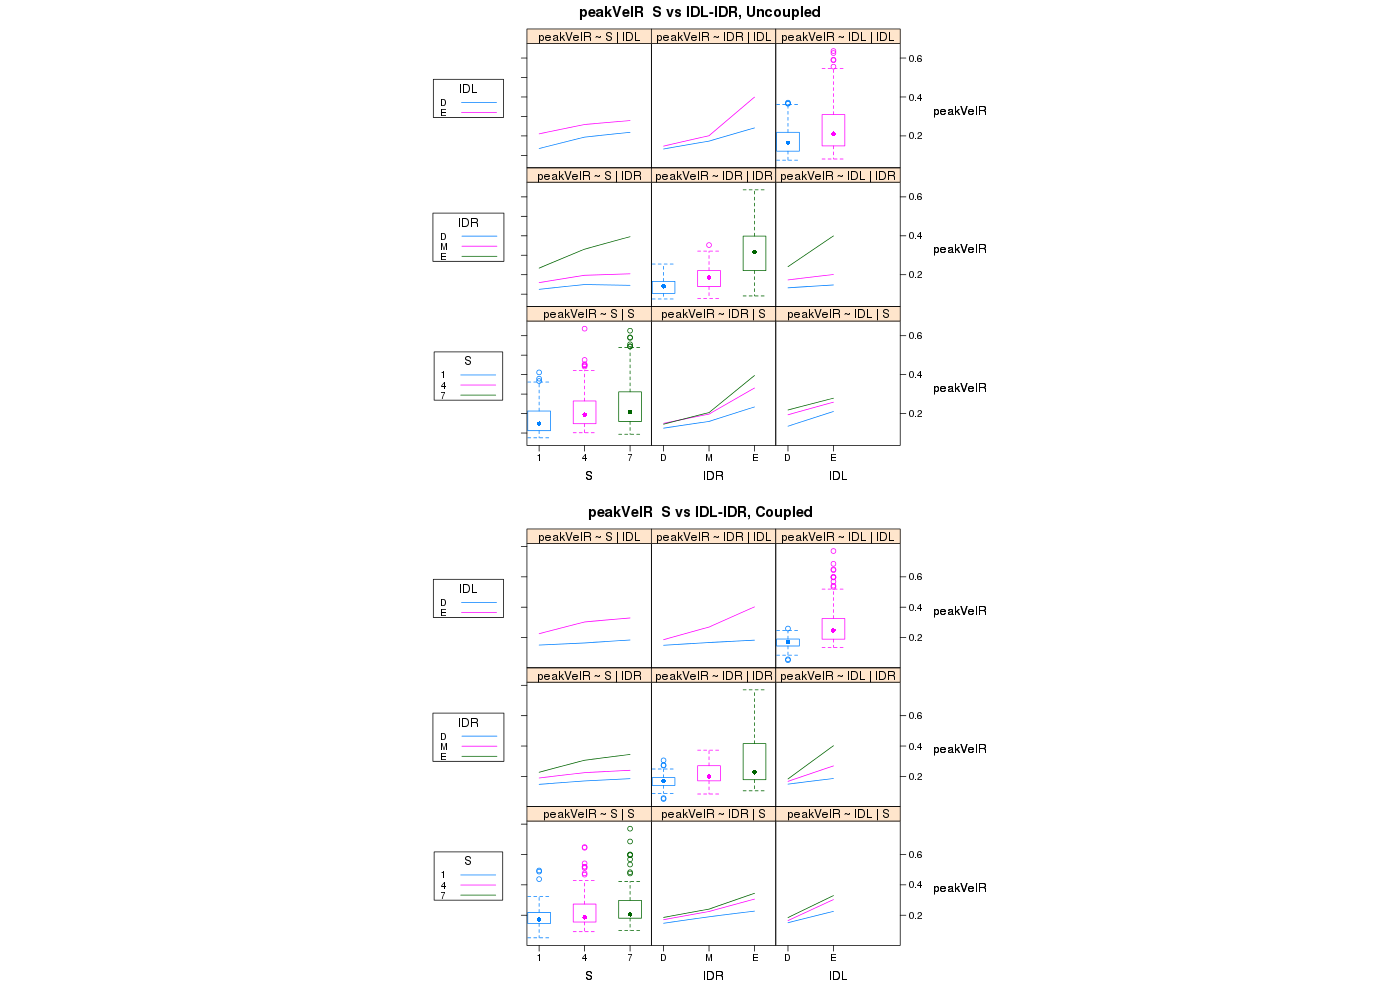 peakVelR S vs IDL-IDR, Uncoupled
peakVelR ~ S | IDL peakVelR ~ IDR | IDL peakVelR ~ IDL | IDL
IDL
D
E
0.6
0.4
0.2
peakVelR
peakVelR ~ S | IDR peakVelR ~ IDR | IDR peakVelR ~ IDL | IDR
IDR
D
M
E
0.6
0.4
0.2
peakVelR
peakVelR ~ S | S peakVelR ~ IDR | S peakVelR ~ IDL | S
S
1
4
7
0.6
0.4
0.2
peakVelR
1 4 7 D M E D E
S IDR IDL
peakVelR S vs IDL-IDR, Coupled
peakVelR ~ S | IDL peakVelR ~ IDR | IDL peakVelR ~ IDL | IDL
IDL
D
E
0.6
0.4
0.2
peakVelR
peakVelR ~ S | IDR peakVelR ~ IDR | IDR peakVelR ~ IDL | IDR
IDR
D
M
E
0.6
0.4
0.2
peakVelR
peakVelR ~ S | S peakVelR ~ IDR | S peakVelR ~ IDL | S
S
1
4
7
0.6
0.4
0.2
peakVelR
1 4 7 D M E D E
S IDR IDL